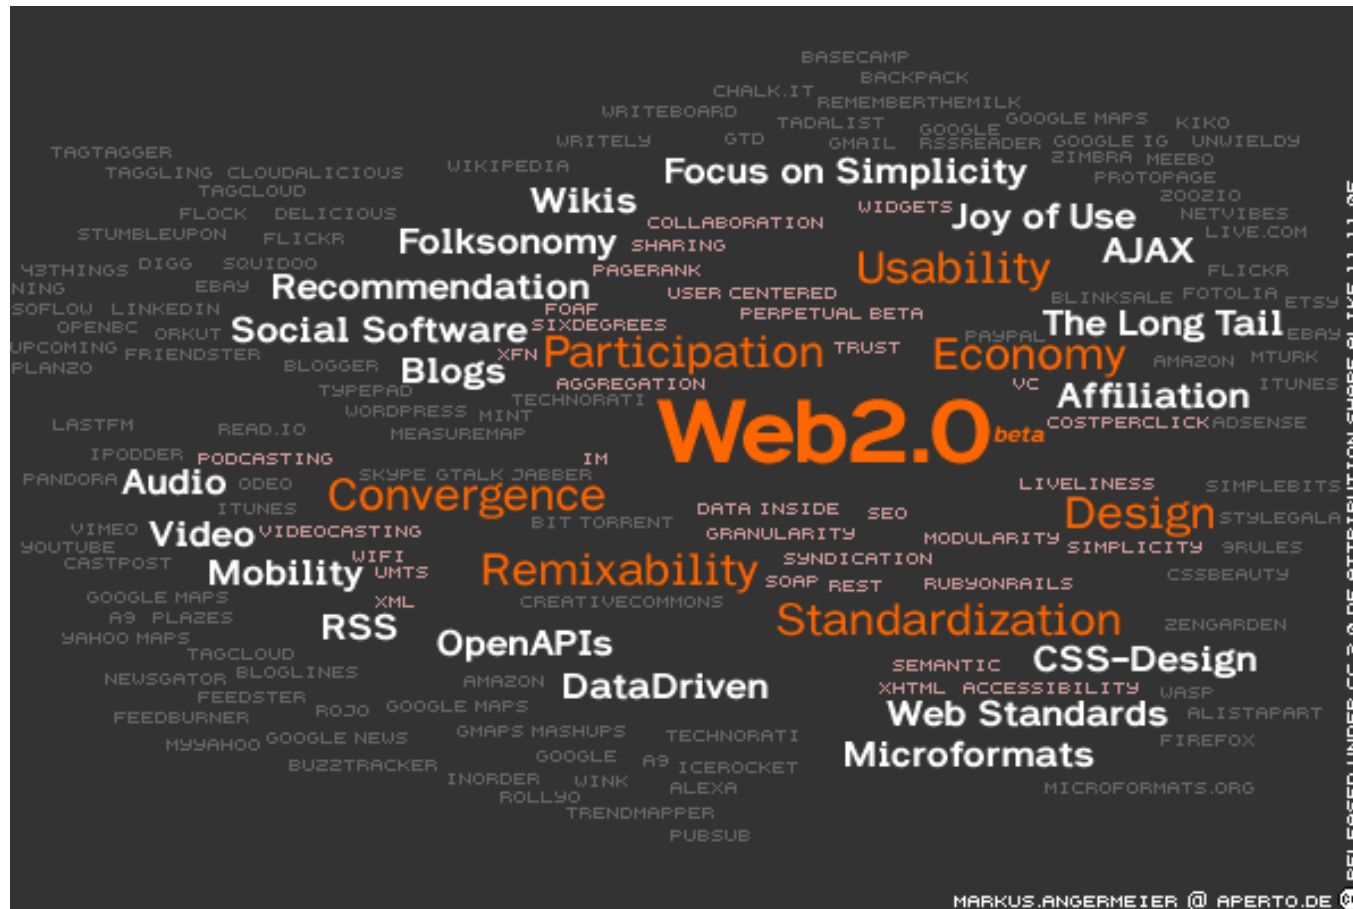 BASECAMP
BACKPACK
CHALK.IT
REMEMBERTHEMILK
WRITEBOARD
GOOGLE MAPS
KIKO
TADALIST
GOOGLE
WRITELY
GTD
GMAIL
RSSREADER
GOOGLE IG
UNWIELDY
TAGTAGGER
ZIMBRA
MEEBO
WIKIPEDIA
TAGGLING
CLOUDALICIOUS
Focus on Simplicity
PROTOPAGE
TAGCLOUD
ZOOZIO
Wikis
WIDGETS
FLOCK
DELICIOUS
NETVIBES
COLLABORATION
Joy of Use
STUMBLEUPON
FLICKR
LIVE.COM
Folksonomy
SHARING
AJAX
43THINGS
DIGG
SQUIDOO
PAGERANK
Usability
FLICKR
NING
EBAY
Recommendation
USER CENTERED
BLINKSALE
FOTOLIA
ETSY
SOFLOW
LINKEDIN
FOAF
PERPETUAL BETA
OPENBC
ORKUT
Social Software
SIXDEGREES
The Long Tail
EBAY
PAYPAL
UPCOMING
FRIENDSTER
XFN
Participation
TRUST
Economy
AMAZON
MTURK
PLANZO
BLOGGER
Blogs
AGGREGATION
VC
ITUNES
TYPEPAD
TECHNORATI
Affiliation
WORDPRESS
MINT
LASTFM
READ.IO
MEASUREMAP
Web2.0
beta
COSTPERCLICK
ADSENSE
IPODDER
PODCASTING
IM
SKYPE
GTALK
JABBER
PANDORA
Audio
ODEO
Convergence
LIVELINESS
SIMPLEBITS
ITUNES
DATA INSIDE
SEO
Design
STYLEGALA
VIMEO
Video
VIDEOCASTING
BIT TORRENT
GRANULARITY
MODULARITY
YOUTUBE
SIMPLICITY
9RULES
CASTPOST
WIFI
SYNDICATION
Mobility
UMTS
Remixability
SOAP
REST
RUBYONRAILS
CSSBEAUTY
GOOGLE MAPS
XML
CREATIVECOMMONS
A9
PLAZES
RSS
Standardization
ZENGARDEN
YAHOO MAPS
OpenAPIs
TAGCLOUD
SEMANTIC
CSS-Design
NEWSGATOR
BLOGLINES
AMAZON
DataDriven
XHTML
ACCESSIBILITY
WASP
FEEDSTER
FEEDBURNER
ROJO
GOOGLE MAPS
Web Standards
ALISTAPART
MYYAHOO
GOOGLE NEWS
GMAPS MASHUPS
TECHNORATI
FIREFOX
BUZZTRACKER
GOOGLE
A9
ICEROCKET
Microformats
INORDER
WINK
ALEXA
MICROFORMATS.ORG
ROLLYO
TRENDMAPPER
PUBSUB
MARKUS.ANGERMEIER @ APERTO.DE